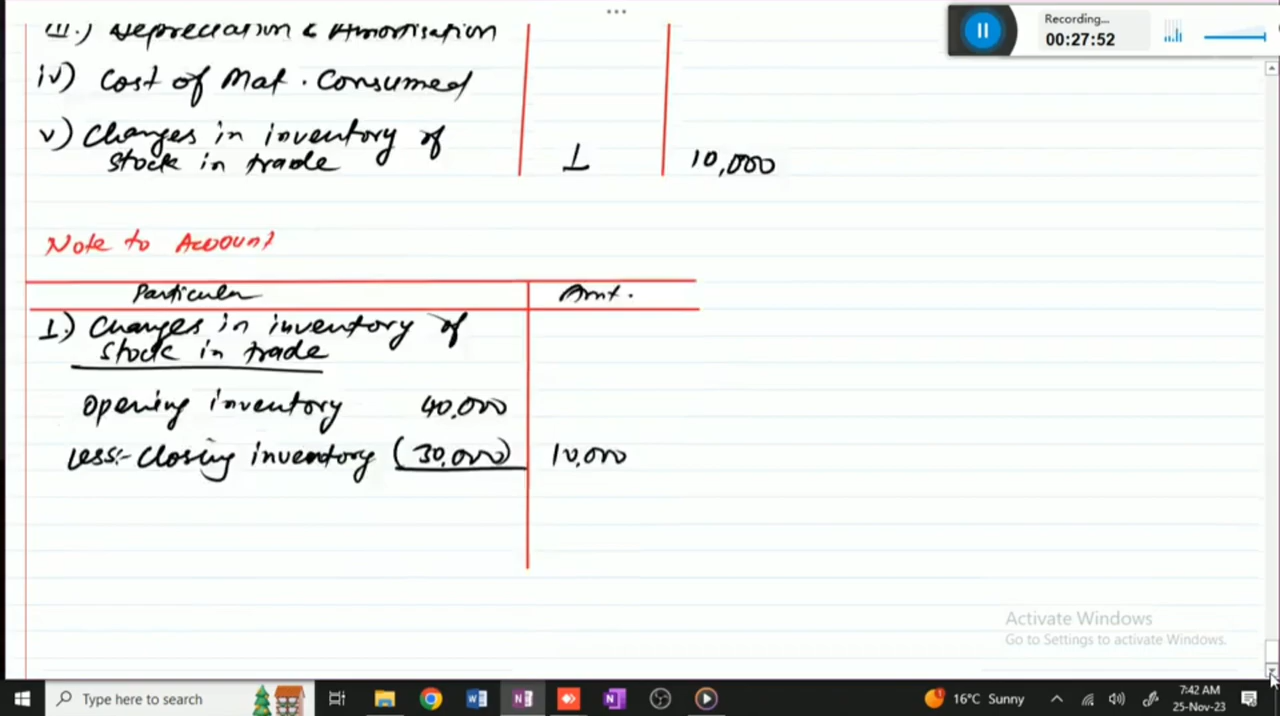 Recording...
00:27:52
iii.) Depreciation & Amortisation
iv) Cost of Mat. Consumed
v) Changes in inventory of
stock in trade 1 10,000
Note to Account
Particular Amt.
1.) Changes in inventory of
stock in trade
Opening inventory 40,000
Less:- Closing inventory (30,000) 10,000
Activate Windows
Go to Settings to activate Windows.
Type here to search
16°C Sunny
7:42 AM
25-Nov-23